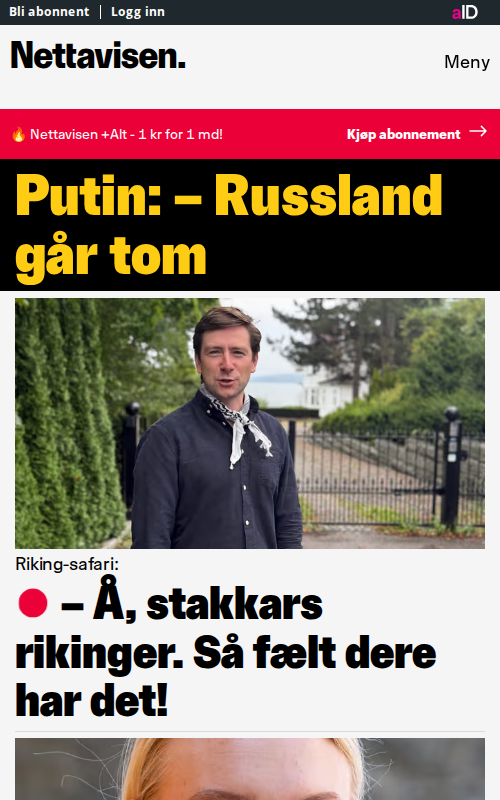 Bli abonnent | Logg inn
aID
Nettavisen.
Meny
🔥 Nettavisen +Alt - 1 kr for 1 md!
Kjøp abonnement →
Putin: – Russland
går tom
Riking-safari:
– Å, stakkars
rikinger. Så fælt dere
har det!